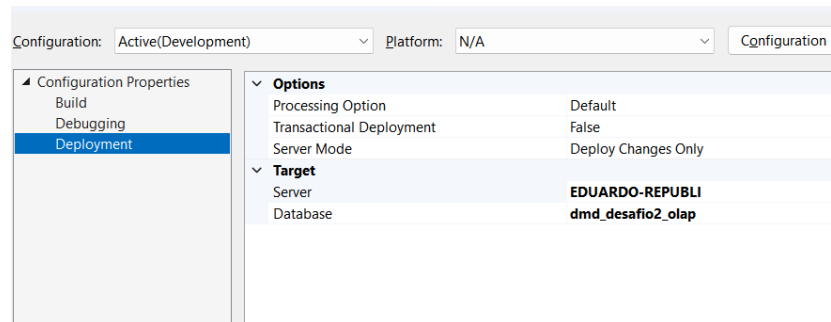 Configuration: Active(Development) Platform: N/A Configuration
Configuration Properties
Build
Debugging
Deployment
Options
Processing Option Default
Transactional Deployment False
Server Mode Deploy Changes Only
Target
Server EDUARDO-REPUBLI
Database dmd_desafio2_olap